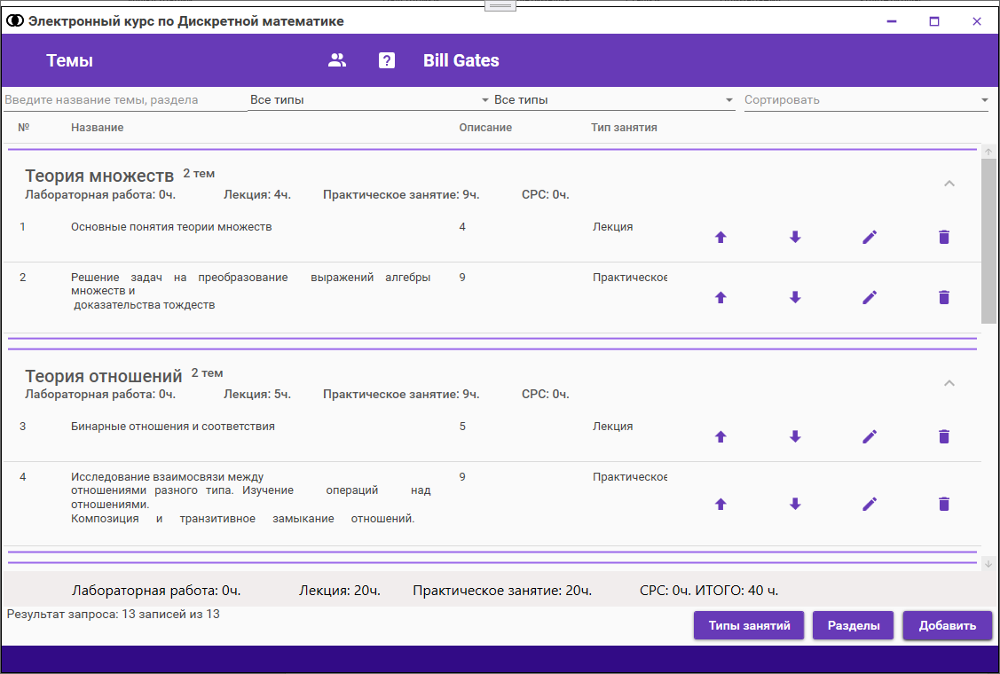 Электронный курс по Дискретной математике
Темы
Bill Gates
Введите название темы, раздела
Все типы
Все типы
Сортировать
№ Название Описание Тип занятия
Теория множеств 2 тем
Лабораторная работа: 0ч. Лекция: 4ч. Практическое занятие: 9ч. СРС: 0ч.
1 Основные понятия теории множеств 4 Лекция
2 Решение задач на преобразование выражений алгебры 9 Практическое
множеств и
доказательства тождеств
Теория отношений 2 тем
Лабораторная работа: 0ч. Лекция: 5ч. Практическое занятие: 9ч. СРС: 0ч.
3 Бинарные отношения и соответствия 5 Лекция
4 Исследование взаимосвязи между 9 Практическое
отношениями разного типа. Изучение операций над
отношениями.
Композиция и транзитивное замыкание отношений.
Лабораторная работа: 0ч. Лекция: 20ч. Практическое занятие: 20ч. СРС: 0ч. ИТОГО: 40 ч.
Результат запроса: 13 записей из 13
Типы занятий
Разделы
Добавить